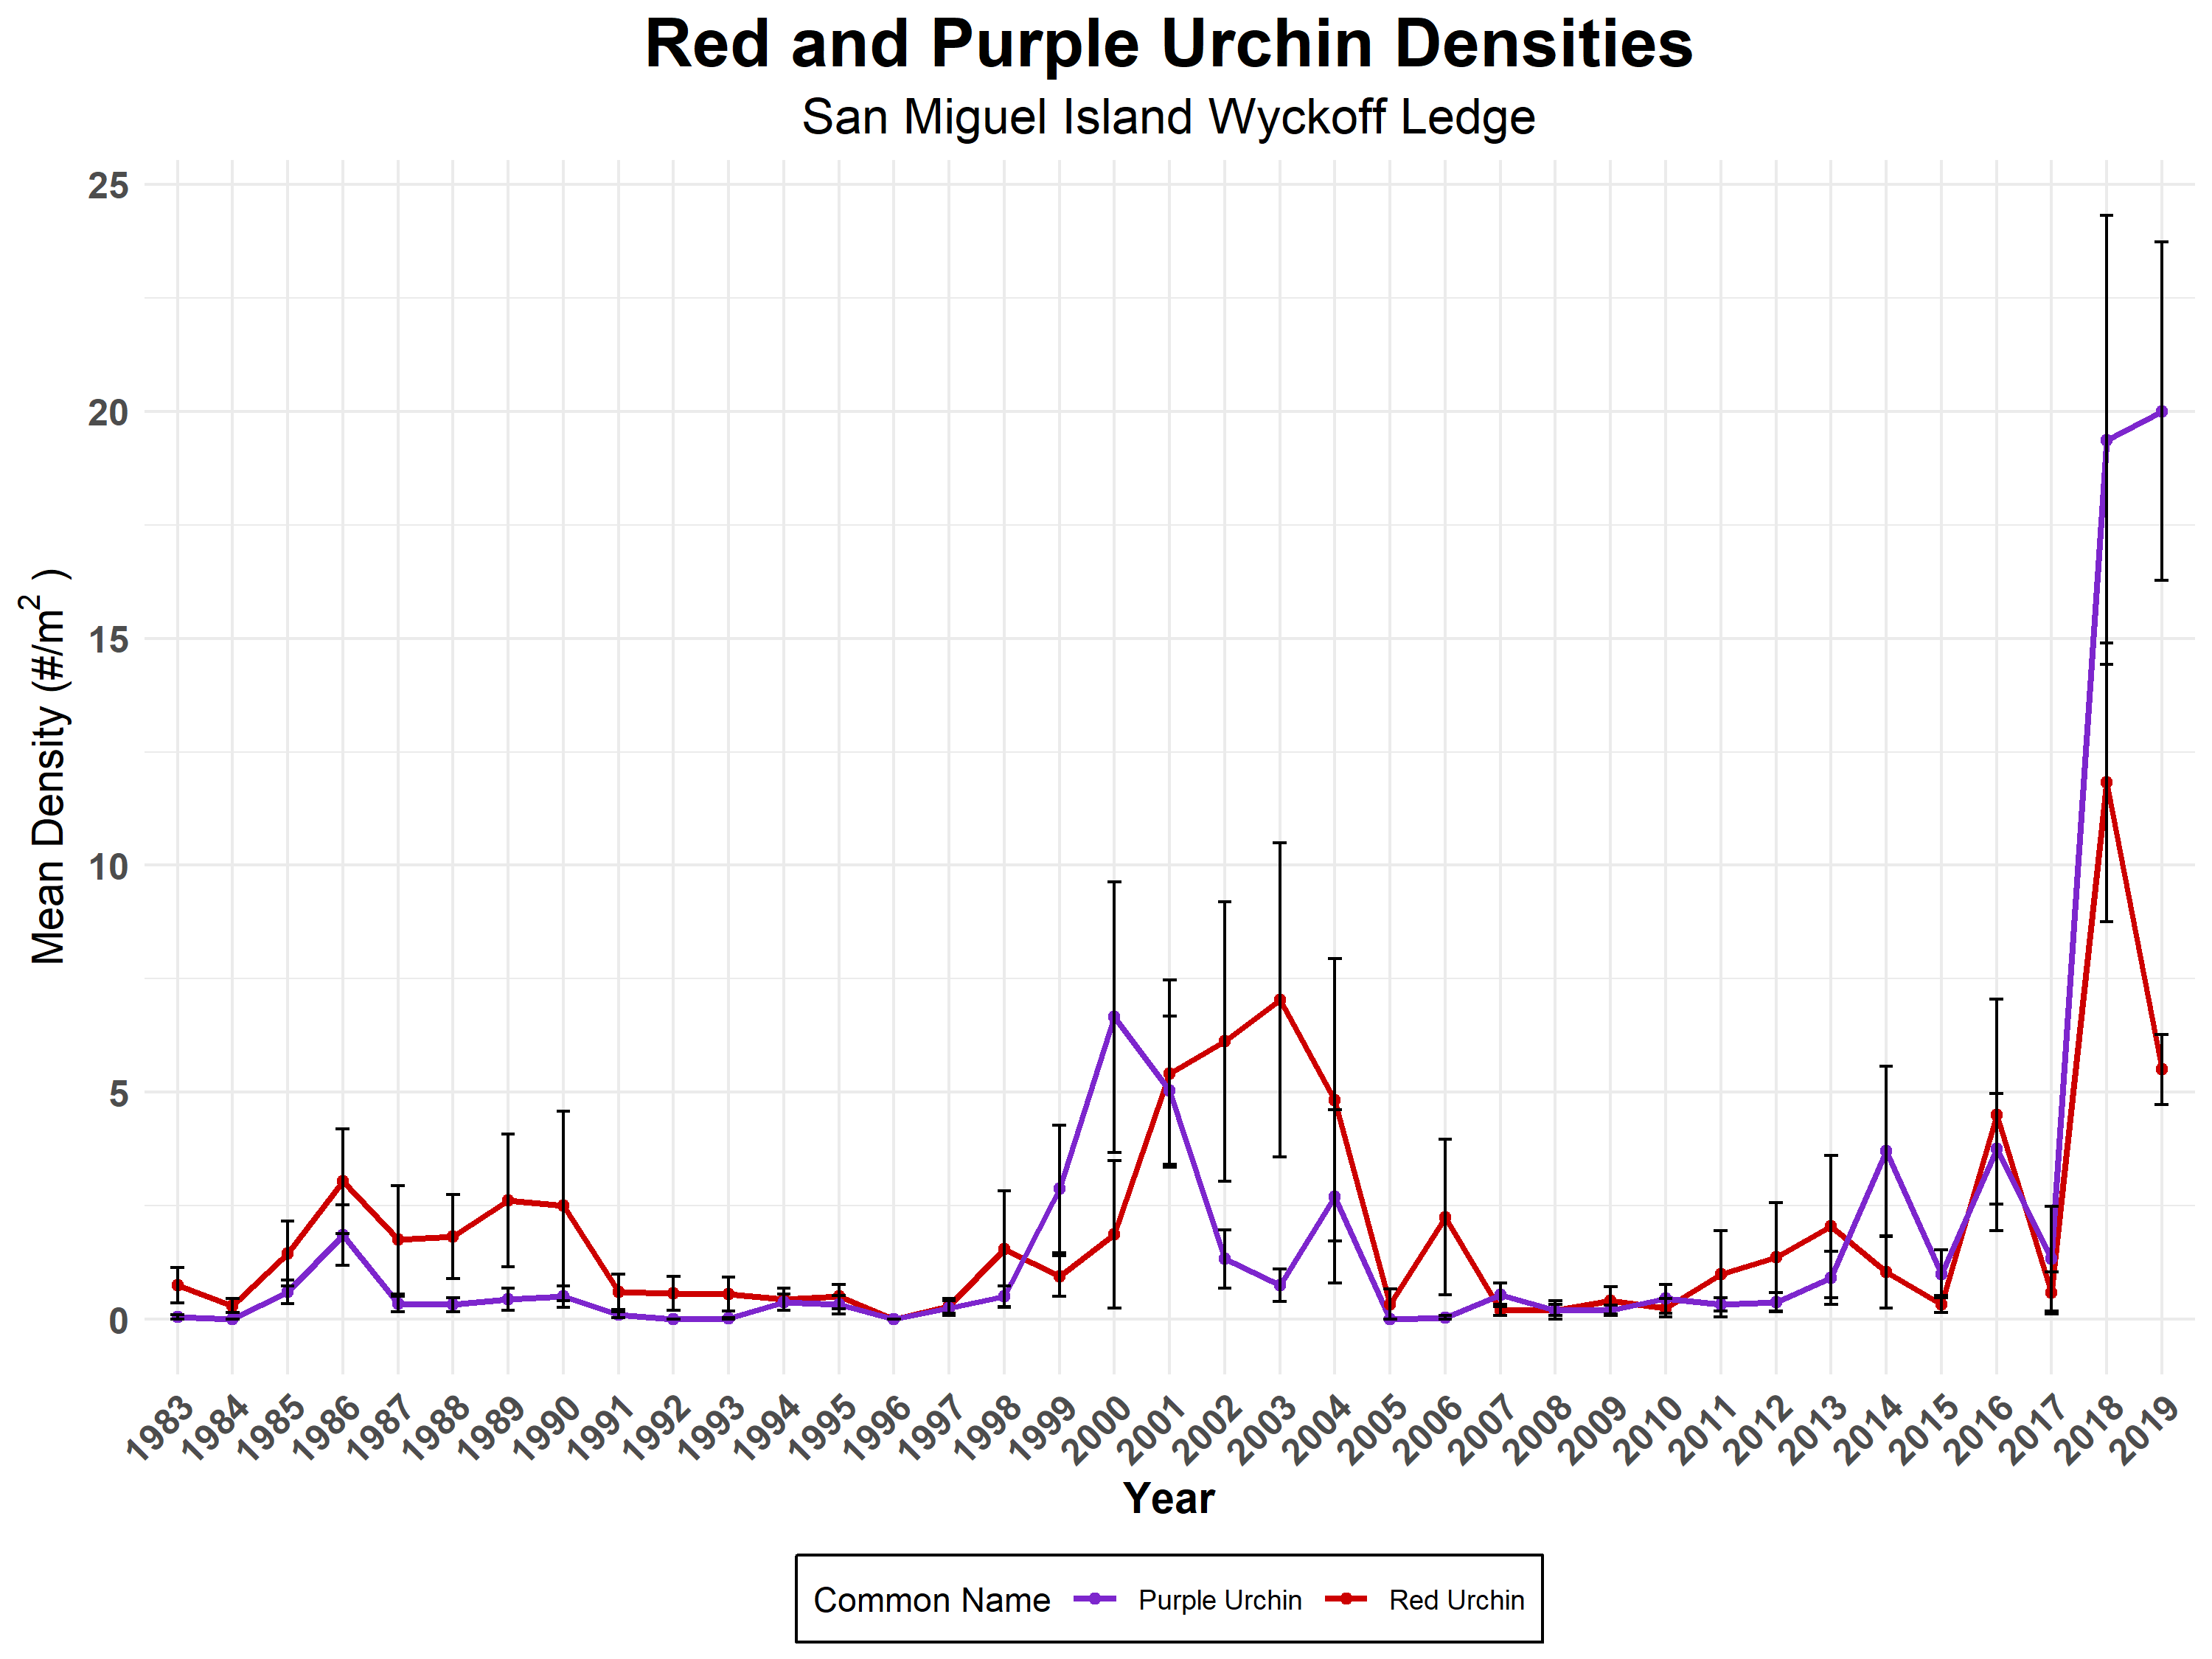 Red and Purple Urchin Densities
San Miguel Island Wyckoff Ledge
25
20
15
10
5
0
Mean Density (#/m²)
1983 1984 1985 1986 1987 1988 1989 1990 1991 1992 1993 1994 1995 1996 1997 1998 1999 2000 2001 2002 2003 2004 2005 2006 2007 2008 2009 2010 2011 2012 2013 2014 2015 2016 2017 2018 2019
Year
Common Name Purple Urchin Red Urchin